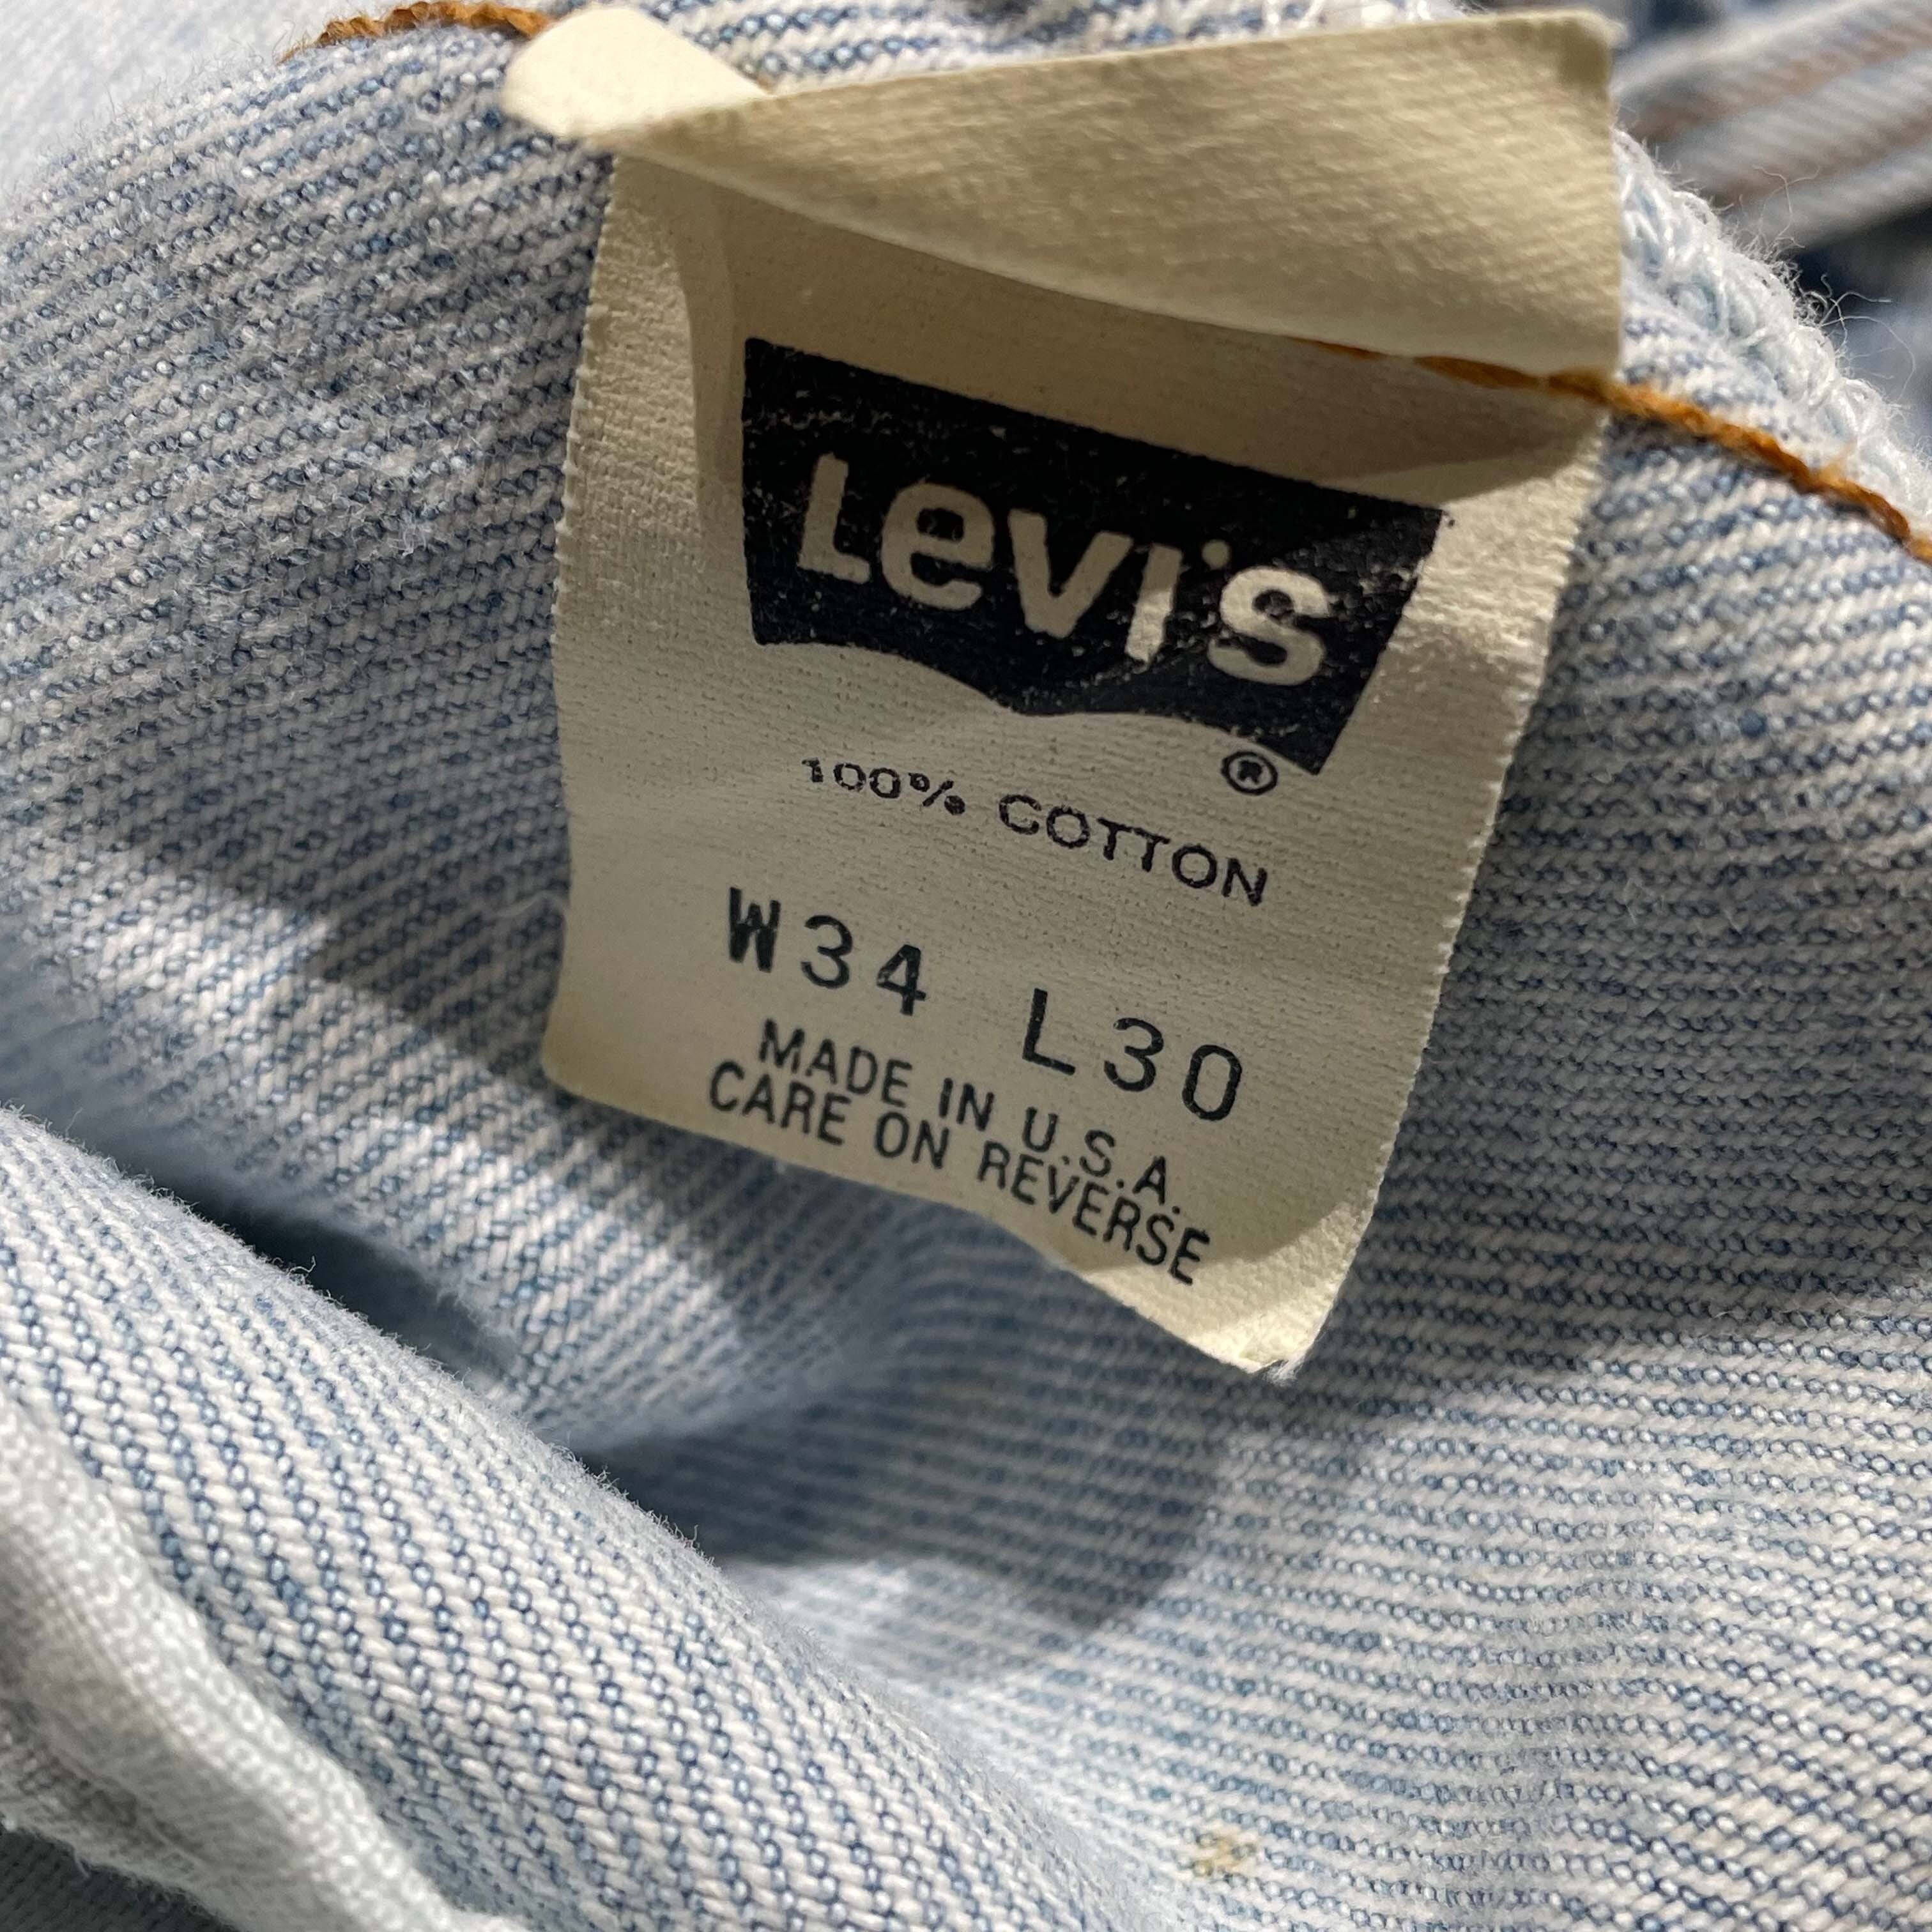 Levi's
®
100% COTTON
W34 L30
MADE IN U.S.A.
CARE ON REVERSE